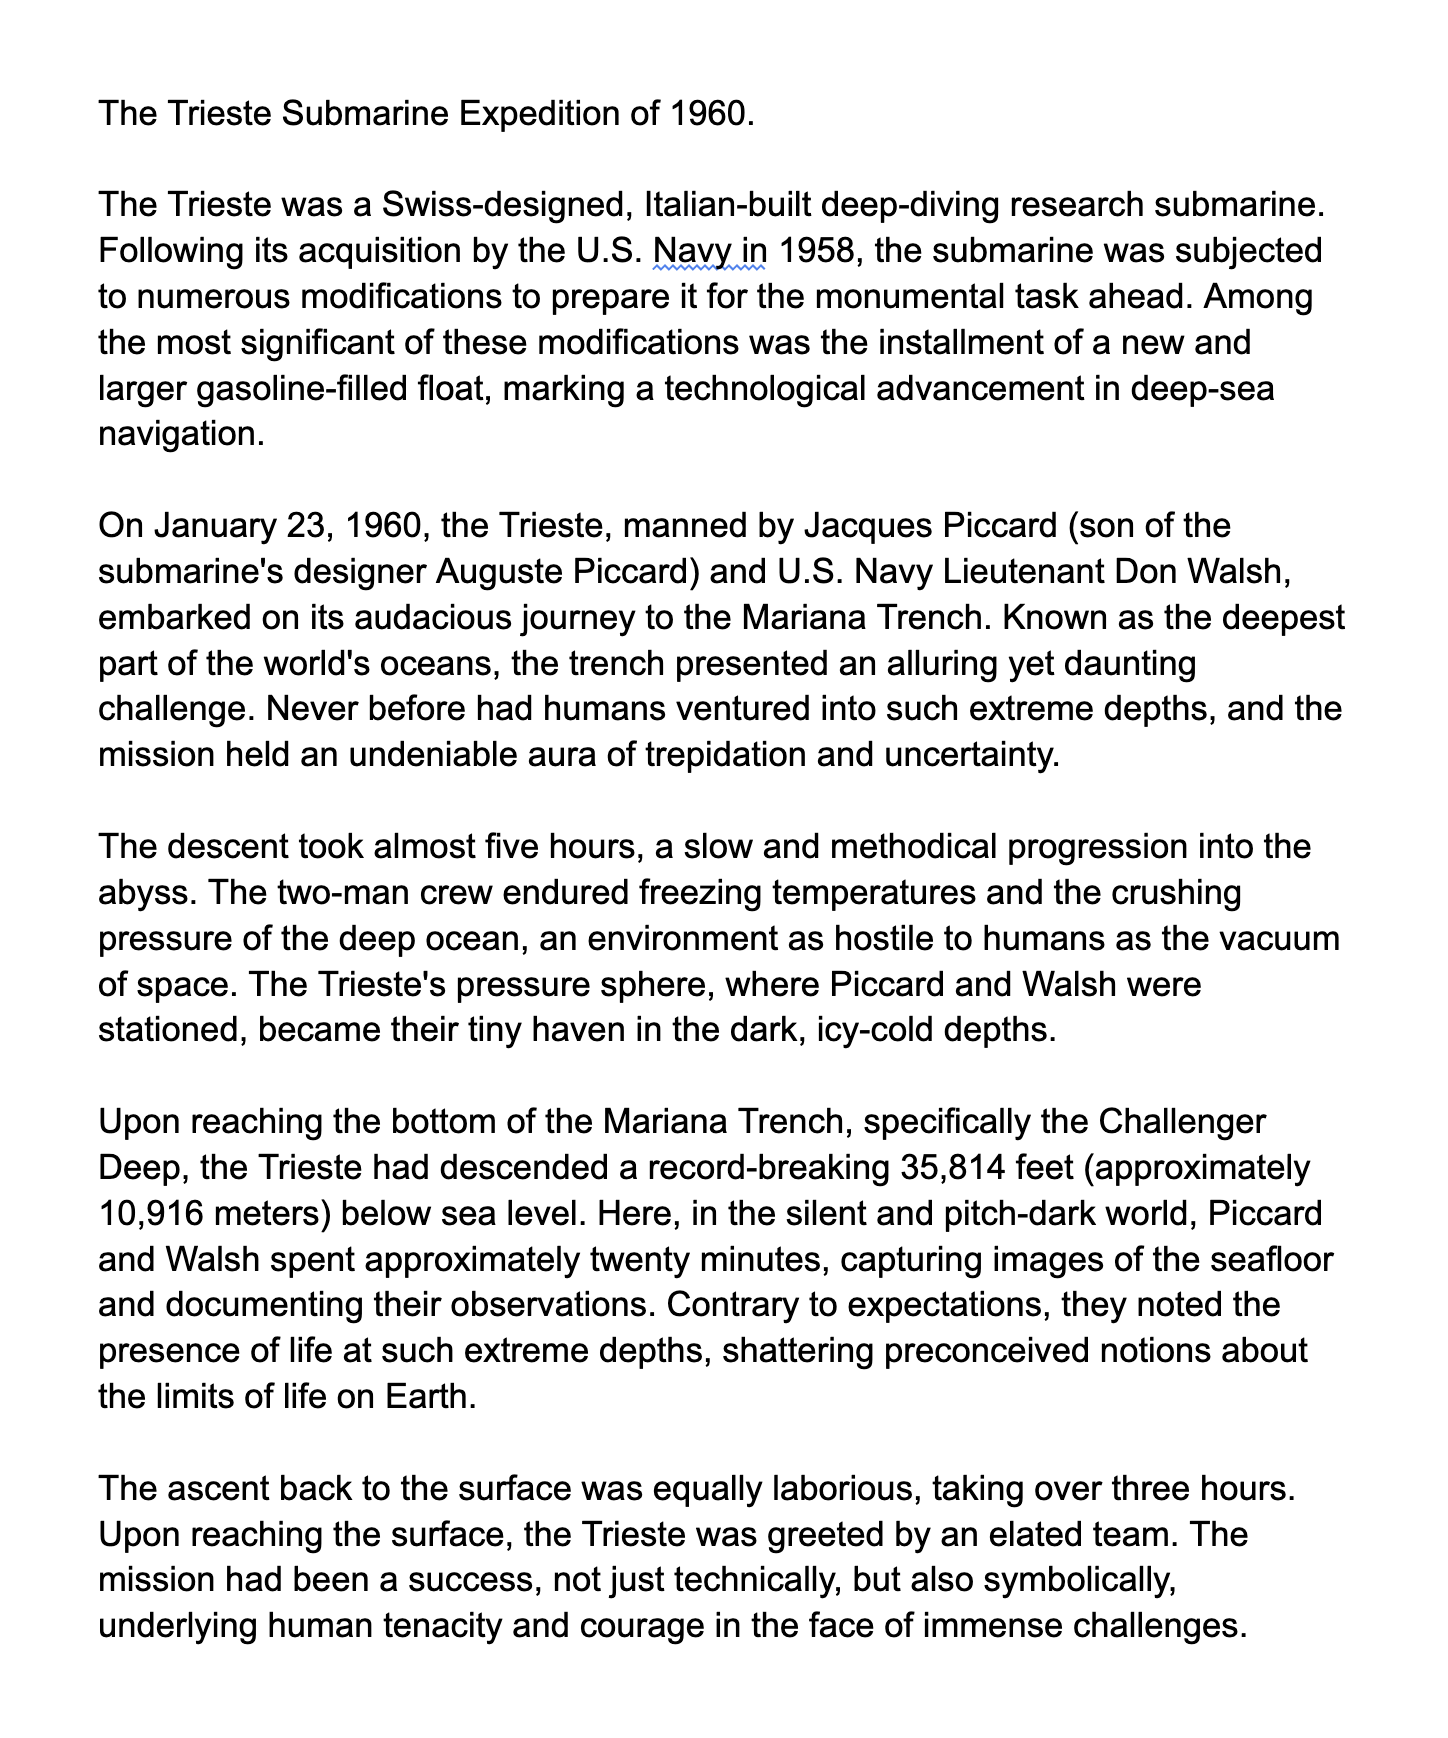 The Trieste Submarine Expedition of 1960.
The Trieste was a Swiss-designed, Italian-built deep-diving research submarine.
Following its acquisition by the U.S. Navy in 1958, the submarine was subjected
to numerous modifications to prepare it for the monumental task ahead. Among
the most significant of these modifications was the installment of a new and
larger gasoline-filled float, marking a technological advancement in deep-sea
navigation.
On January 23, 1960, the Trieste, manned by Jacques Piccard (son of the
submarine's designer Auguste Piccard) and U.S. Navy Lieutenant Don Walsh,
embarked on its audacious journey to the Mariana Trench. Known as the deepest
part of the world's oceans, the trench presented an alluring yet daunting
challenge. Never before had humans ventured into such extreme depths, and the
mission held an undeniable aura of trepidation and uncertainty.
The descent took almost five hours, a slow and methodical progression into the
abyss. The two-man crew endured freezing temperatures and the crushing
pressure of the deep ocean, an environment as hostile to humans as the vacuum
of space. The Trieste's pressure sphere, where Piccard and Walsh were
stationed, became their tiny haven in the dark, icy-cold depths.
Upon reaching the bottom of the Mariana Trench, specifically the Challenger
Deep, the Trieste had descended a record-breaking 35,814 feet (approximately
10,916 meters) below sea level. Here, in the silent and pitch-dark world, Piccard
and Walsh spent approximately twenty minutes, capturing images of the seafloor
and documenting their observations. Contrary to expectations, they noted the
presence of life at such extreme depths, shattering preconceived notions about
the limits of life on Earth.
The ascent back to the surface was equally laborious, taking over three hours.
Upon reaching the surface, the Trieste was greeted by an elated team. The
mission had been a success, not just technically, but also symbolically,
underlying human tenacity and courage in the face of immense challenges.